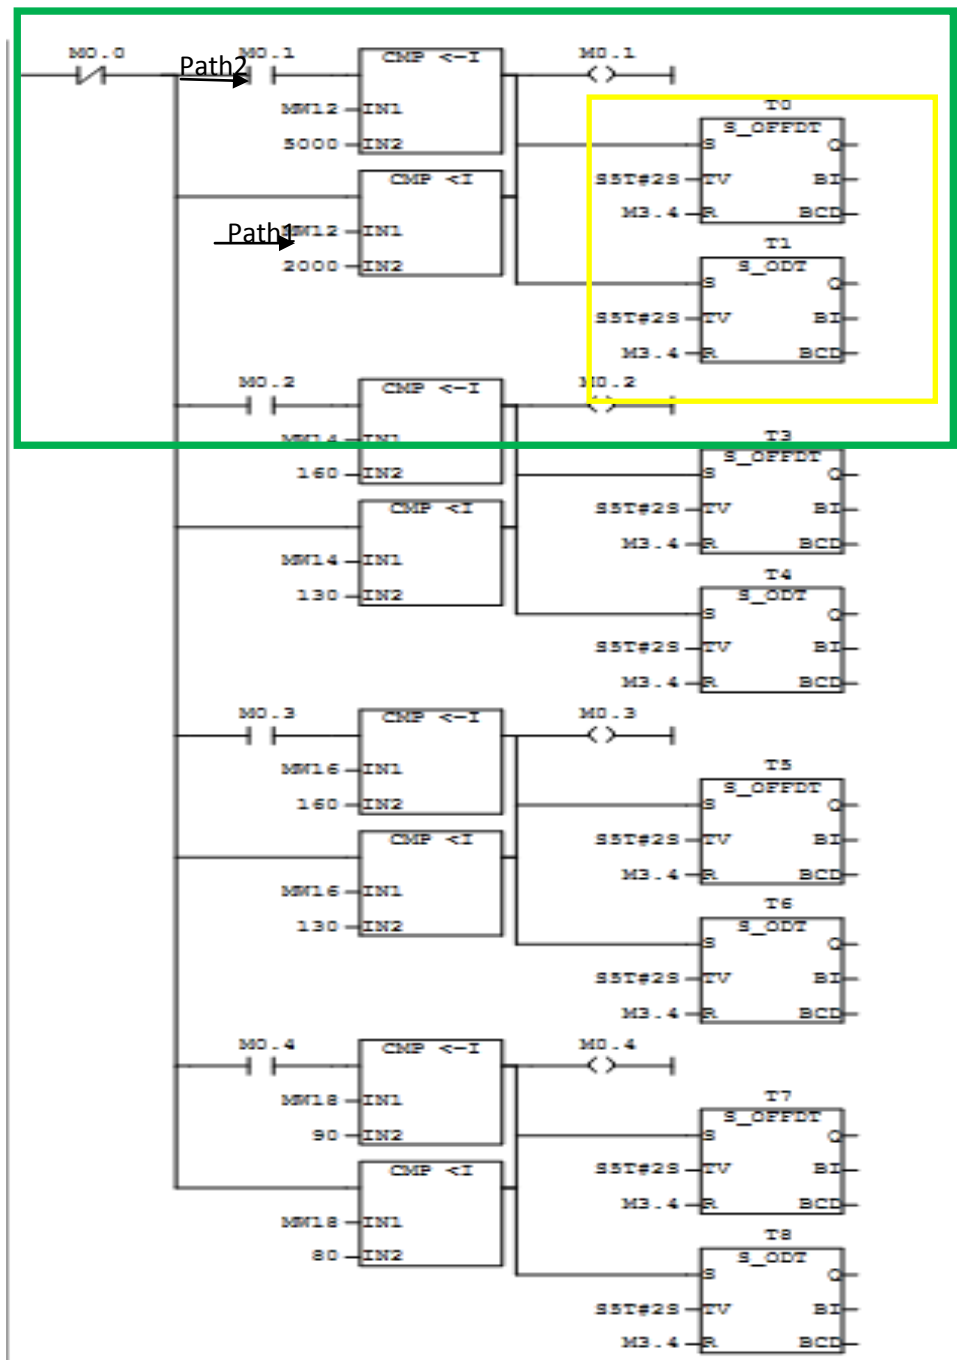 M0.0 Path2 M0.1 CMP <-I M0.1
MW12 IN1
5000 IN2
T0
S_OFFDT
S Q
S5T#2S TV BI
M3.4 R BCD
CMP <I
Path1 MW12 IN1
2000 IN2
T1
S_ODT
S Q
S5T#2S TV BI
M3.4 R BCD
M0.2 CMP <-I M0.2
MW14 IN1
160 IN2
T3
S_OFFDT
S Q
S5T#2S TV BI
M3.4 R BCD
CMP <I
MW14 IN1
130 IN2
T4
S_ODT
S Q
S5T#2S TV BI
M3.4 R BCD
M0.3 CMP <-I M0.3
MW16 IN1
160 IN2
T5
S_OFFDT
S Q
S5T#2S TV BI
M3.4 R BCD
CMP <I
MW16 IN1
130 IN2
T6
S_ODT
S Q
S5T#2S TV BI
M3.4 R BCD
M0.4 CMP <-I M0.4
MW18 IN1
90 IN2
T7
S_OFFDT
S Q
S5T#2S TV BI
M3.4 R BCD
CMP <I
MW18 IN1
80 IN2
T8
S_ODT
S Q
S5T#2S TV BI
M3.4 R BCD